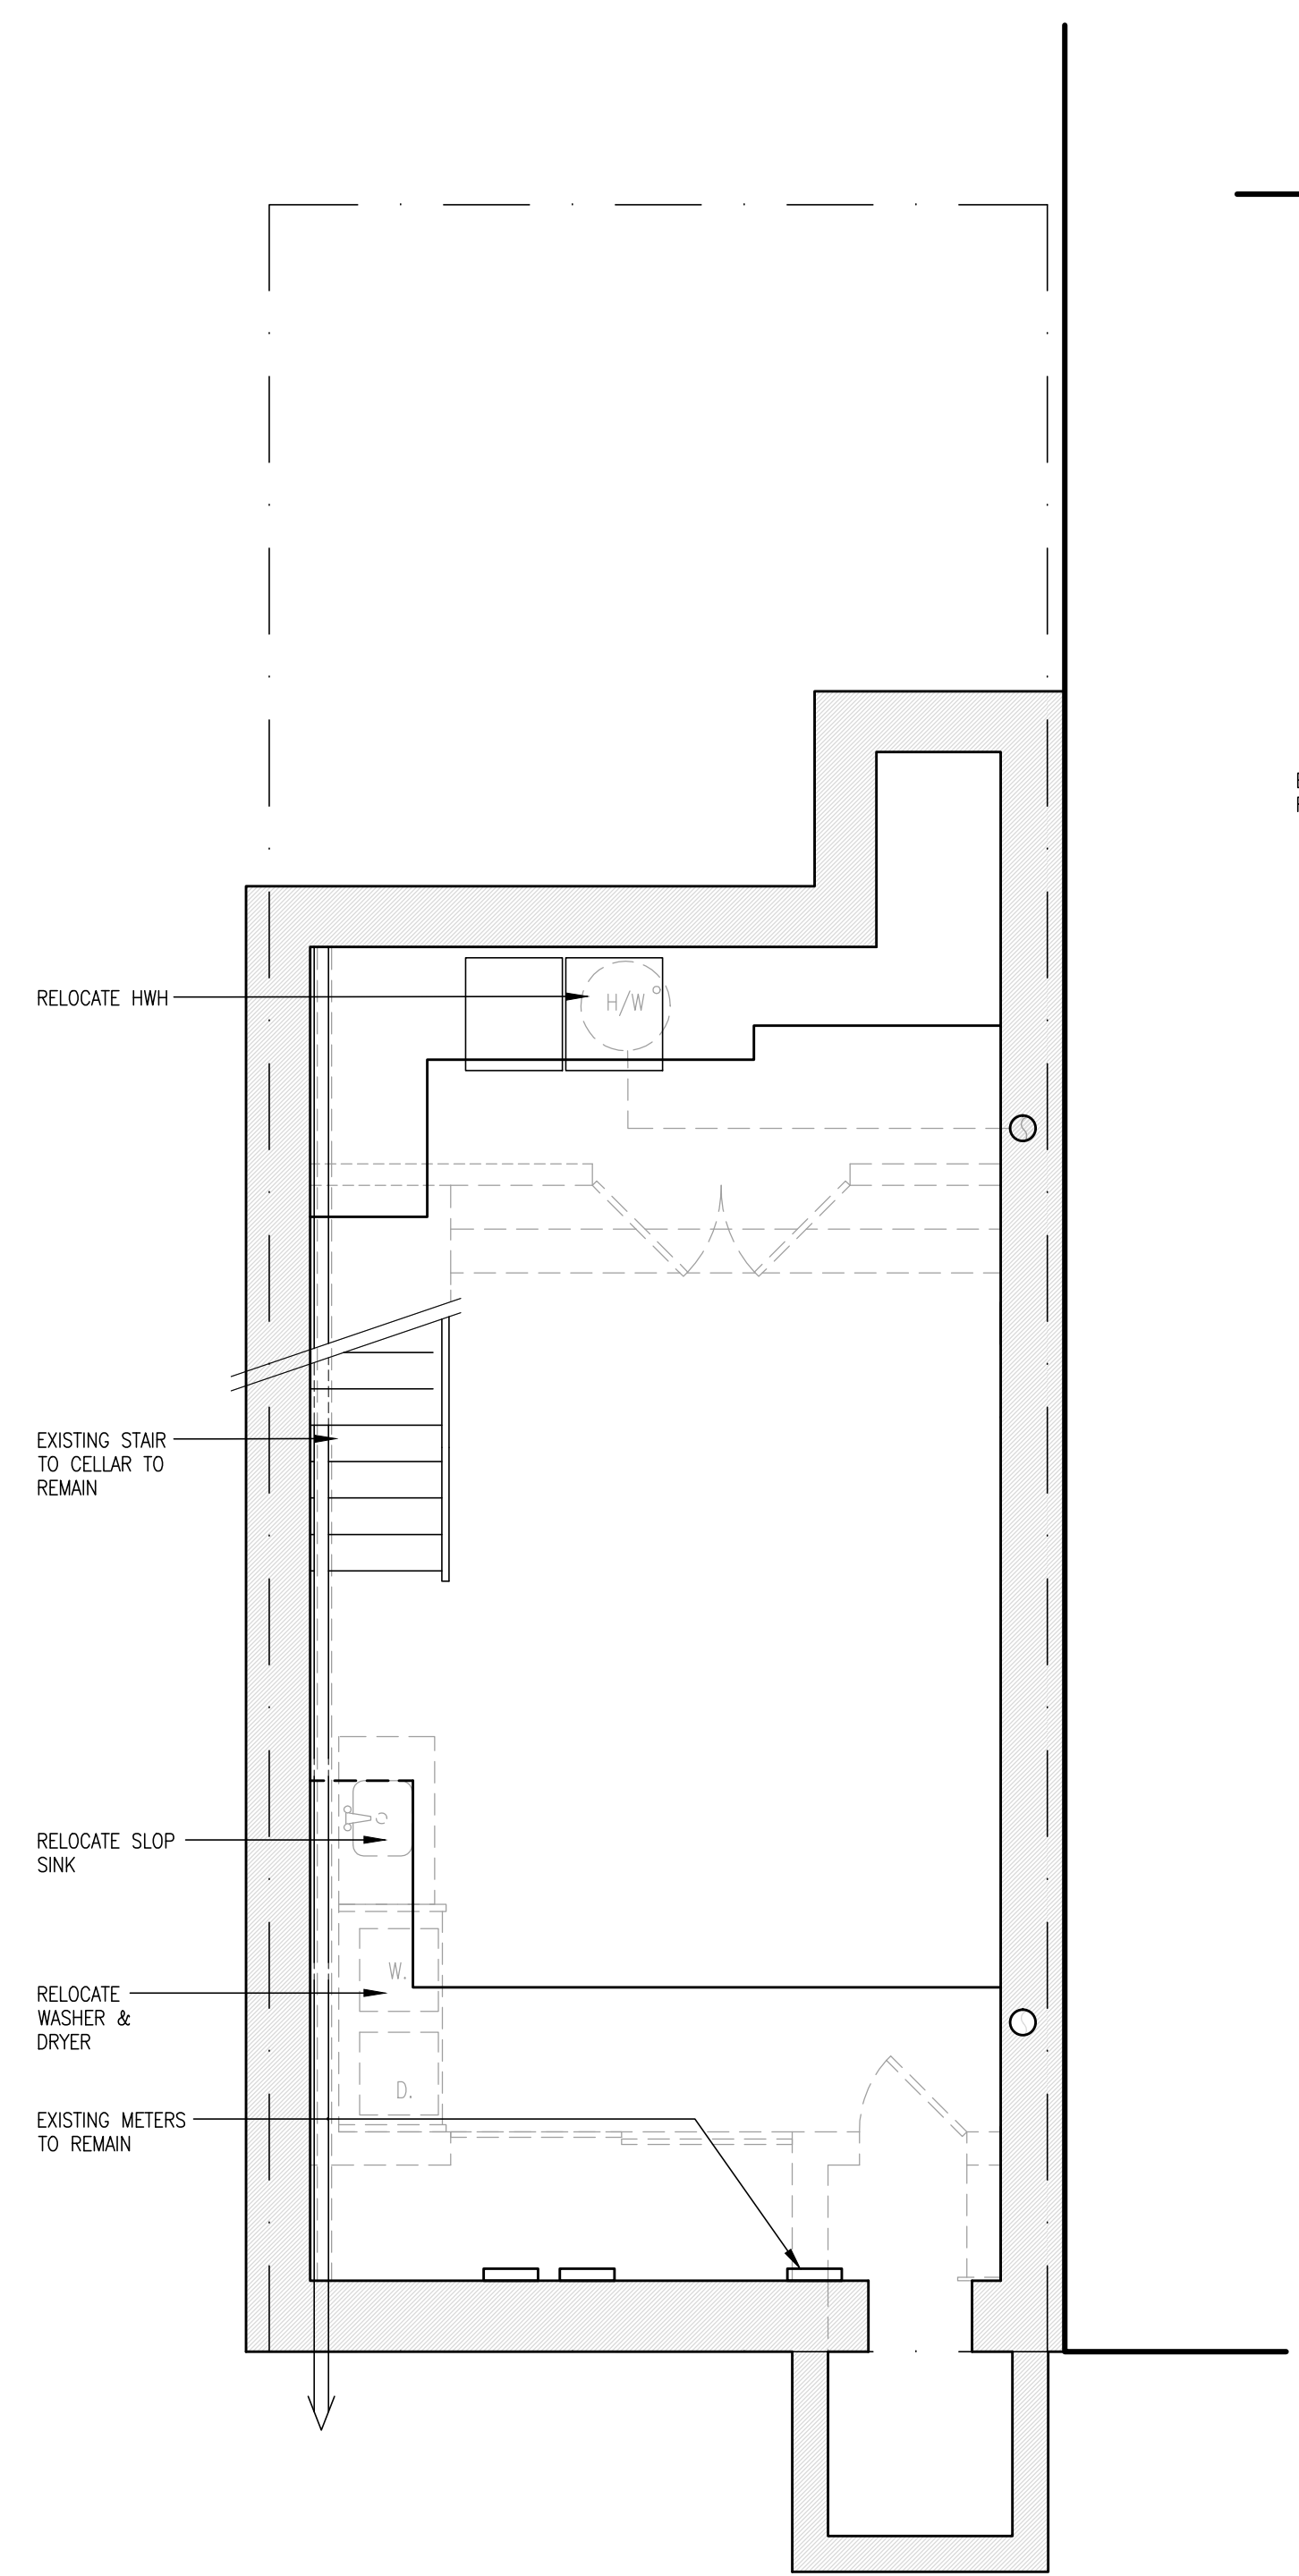 RELOCATE HWH
H/W
EXISTING STAIR
TO CELLAR TO
REMAIN
RELOCATE SLOP
SINK
RELOCATE
WASHER &
DRYER
W.
D.
EXISTING METERS
TO REMAIN